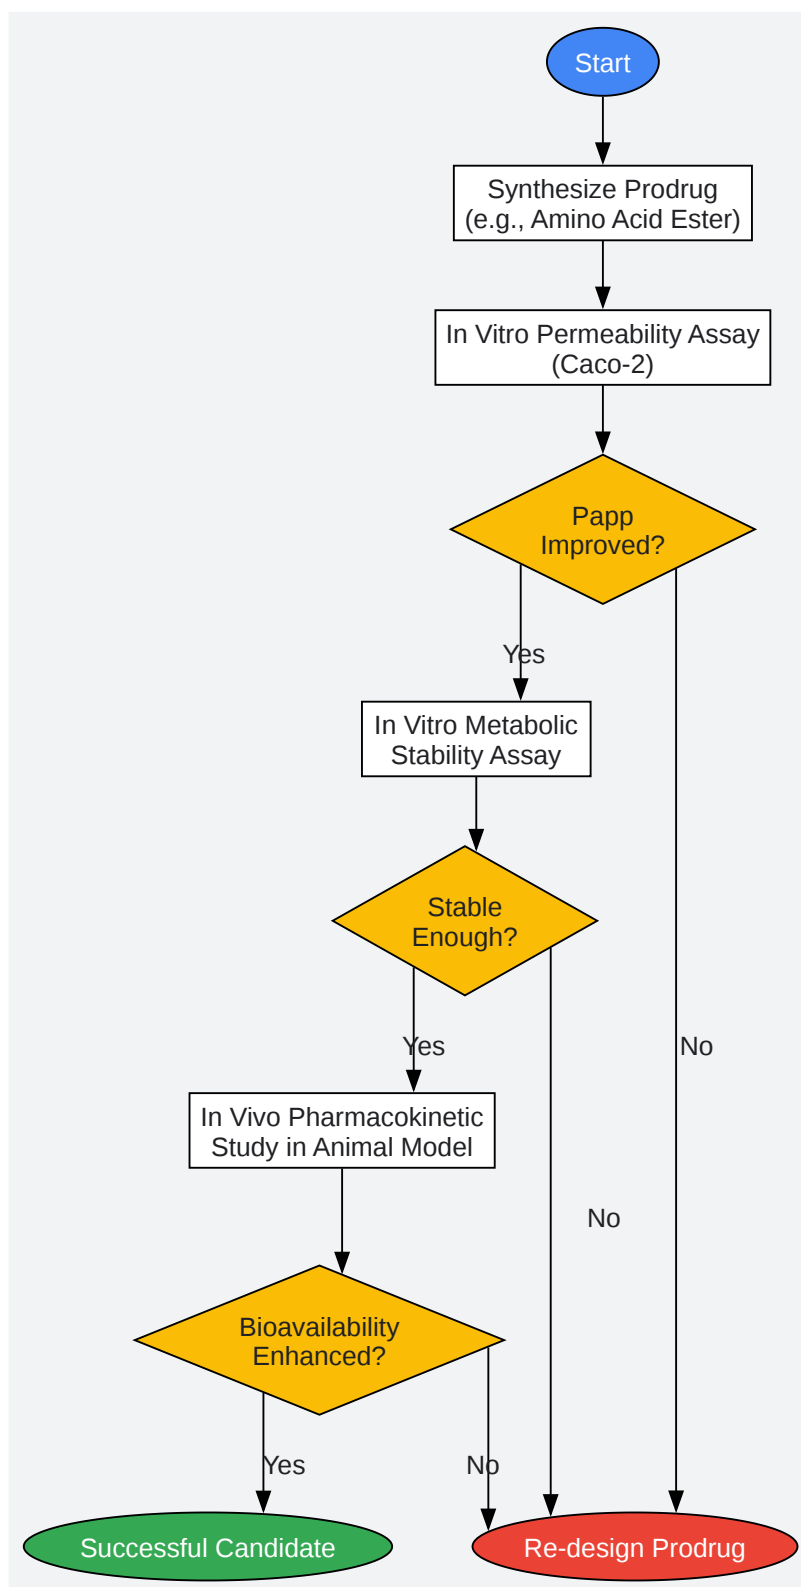 Start
Synthesize Prodrug
(e.g., Amino Acid Ester)
In Vitro Permeability Assay
(Caco-2)
Papp
Improved?
Yes
In Vitro Metabolic
Stability Assay
Stable
Enough?
Yes
No
In Vivo Pharmacokinetic
Study in Animal Model
No
Bioavailability
Enhanced?
Yes
No
Successful Candidate
Re-design Prodrug